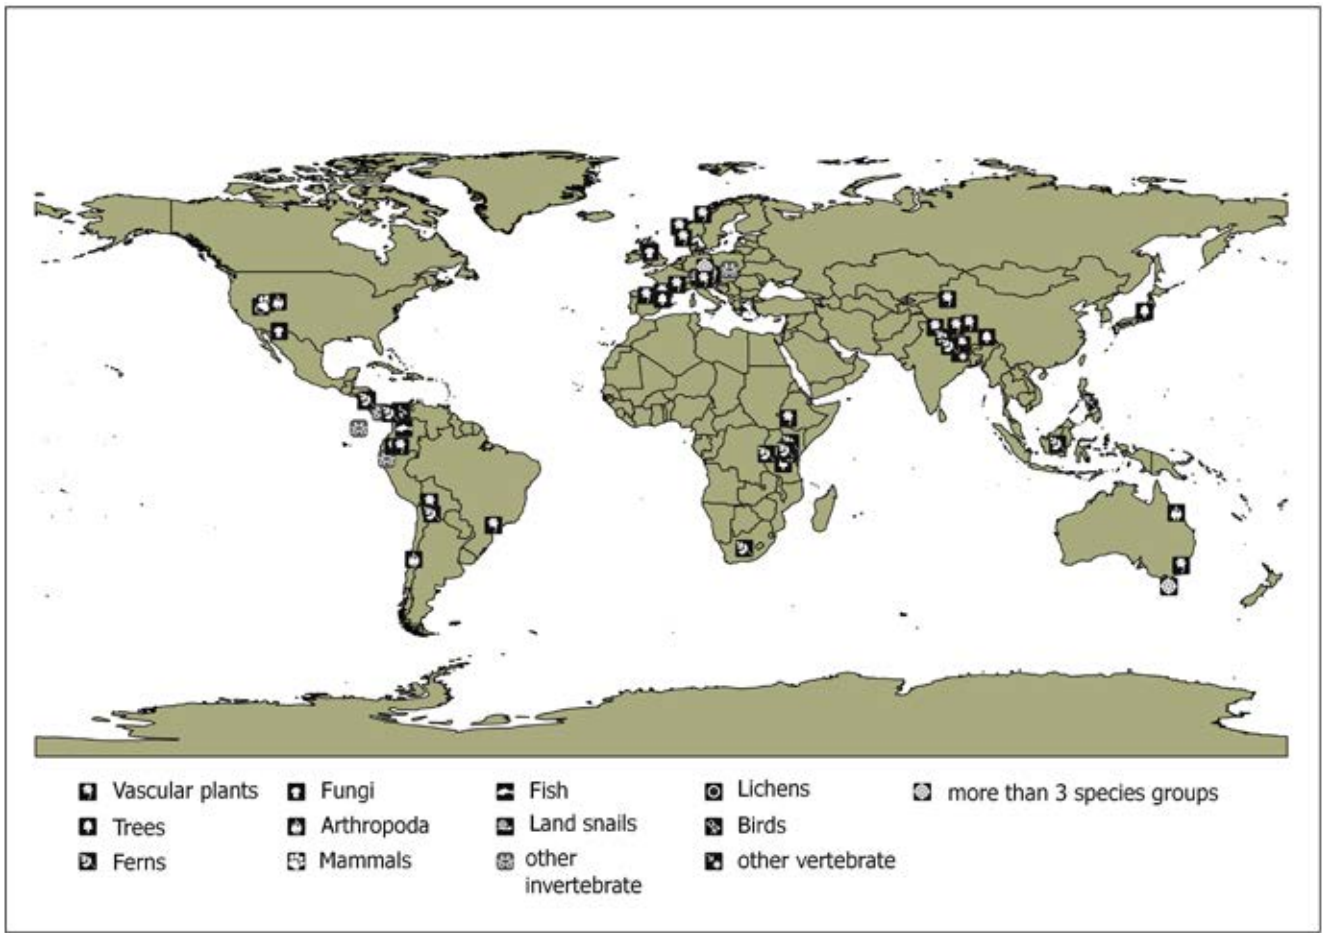 Vascular plants
Trees
Ferns
Fungi
Arthropoda
Mammals
Fish
Land snails
other
invertebrate
Lichens
Birds
other vertebrate
more than 3 species groups